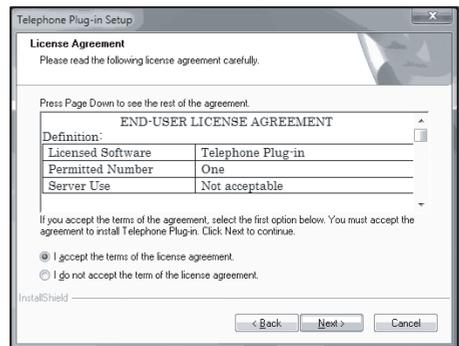 Telephone Plug-in Setup
License Agreement
Please read the following license agreement carefully.
Press Page Down to see the rest of the agreement.
END-USER LICENSE AGREEMENT
Definition:
Licensed Software Telephone Plug-in
Permitted Number One
Server Use Not acceptable
If you accept the terms of the agreement, select the first option below. You must accept the
agreement to install Telephone Plug-in. Click Next to continue.
I accept the terms of the license agreement.
I do not accept the term of the license agreement.
InstallShield
< Back Next > Cancel